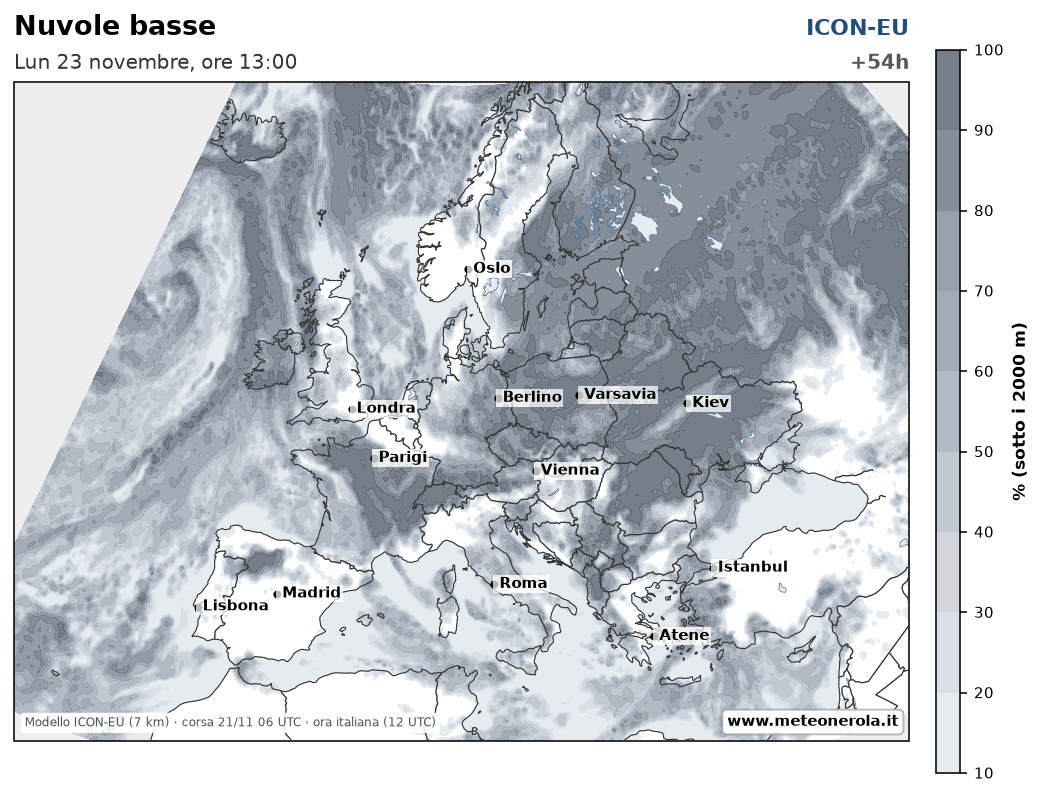 Nuvole basse
ICON-EU
Lun 23 novembre, ore 13:00
+54h
Oslo
Londra
Berlino
Varsavia
Kiev
Parigi
Vienna
Istanbul
Roma
Madrid
Lisbona
Atene
Modello ICON-EU (7 km) · corsa 21/11 06 UTC · ora italiana (12 UTC)
www.meteonerola.it
100
90
80
70
60
50
40
30
20
10
% (sotto i 2000 m)